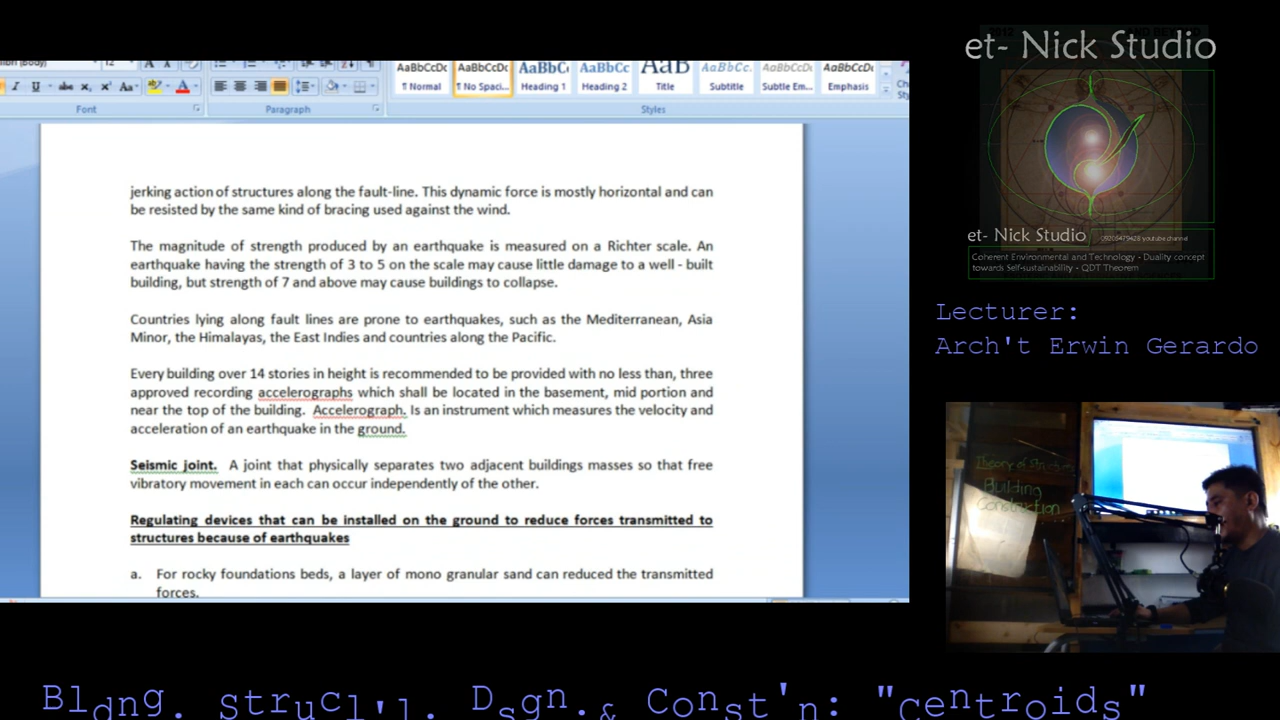 et- Nick Studio
Font
Paragraph
Styles
AaBbCcDc
AaBbCcDc
AaBbC
AaBbCc
AaB
AaBbCc.
AaBbCcDc
AaBbCcDc
¶ Normal
¶ No Spaci...
Heading 1
Heading 2
Title
Subtitle
Subtle Em...
Emphasis
jerking action of structures along the fault-line. This dynamic force is mostly horizontal and can
be resisted by the same kind of bracing used against the wind.
The magnitude of strength produced by an earthquake is measured on a Richter scale. An
earthquake having the strength of 3 to 5 on the scale may cause little damage to a well - built
building, but strength of 7 and above may cause buildings to collapse.
Countries lying along fault lines are prone to earthquakes, such as the Mediterranean, Asia
Minor, the Himalayas, the East Indies and countries along the Pacific.
Every building over 14 stories in height is recommended to be provided with no less than, three
approved recording accelerographs which shall be located in the basement, mid portion and
near the top of the building. Accelerograph. Is an instrument which measures the velocity and
acceleration of an earthquake in the ground.
Seismic joint. A joint that physically separates two adjacent buildings masses so that free
vibratory movement in each can occur independently of the other.
Regulating devices that can be installed on the ground to reduce forces transmitted to
structures because of earthquakes
a. For rocky foundations beds, a layer of mono granular sand can reduced the transmitted
forces.
et- Nick Studio
09205479428 youtube channel
Coherent Environmental and Technology - Duality concept
towards Self-sustainability - QDT Theorem
Lecturer:
Arch't Erwin Gerardo
Theory of Structures
Building
Construction
Bldng. Strucl'l. Dsgn.& Const'n: "centroids"